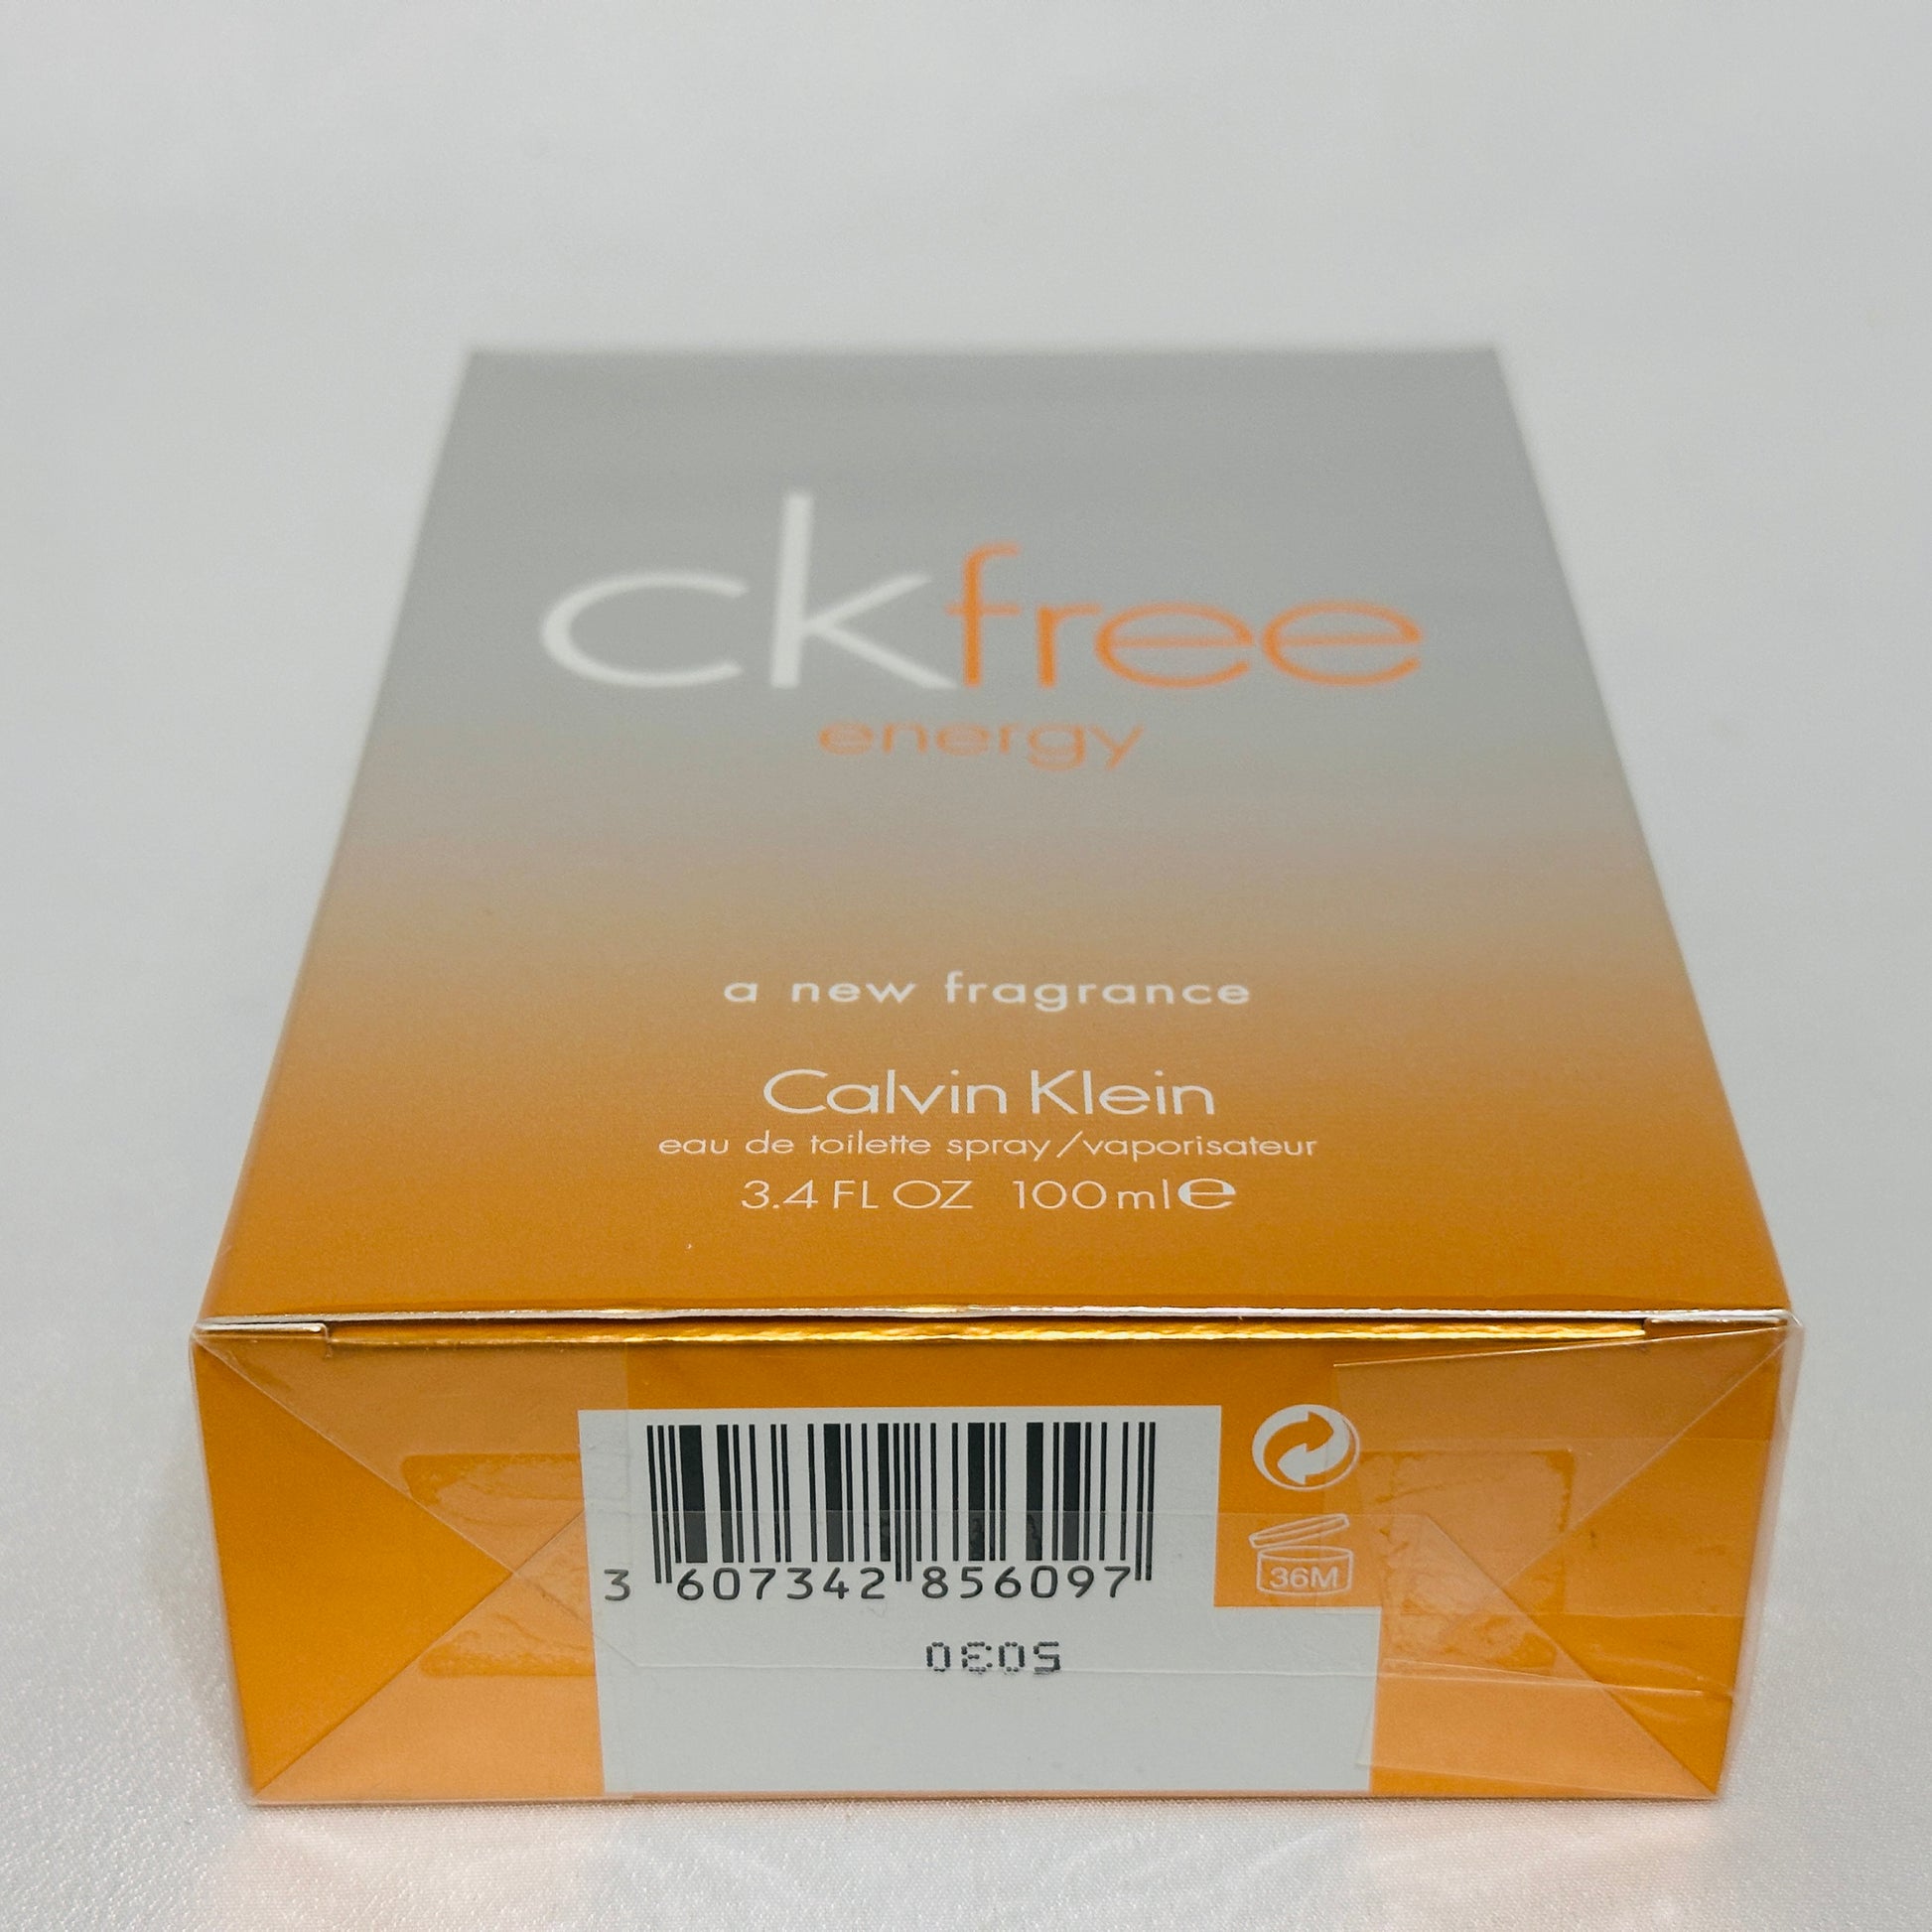 ckfree
energy
a new fragrance
Calvin Klein
eau de toilette spray/vaporisateur
3.4 FL OZ 100 ml e
3 607342 856097
36M
5030